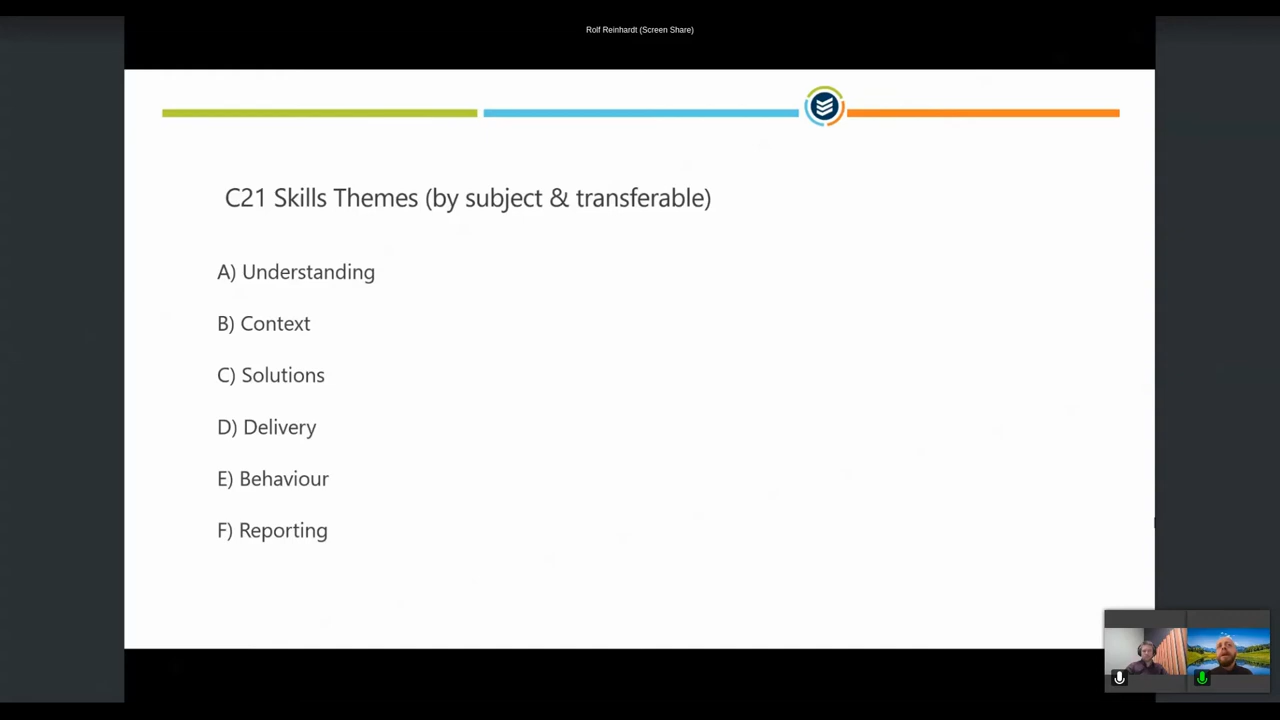 Rolf Reinhardt (Screen Share)
C21 Skills Themes (by subject & transferable)
A) Understanding
B) Context
C) Solutions
D) Delivery
E) Behaviour
F) Reporting